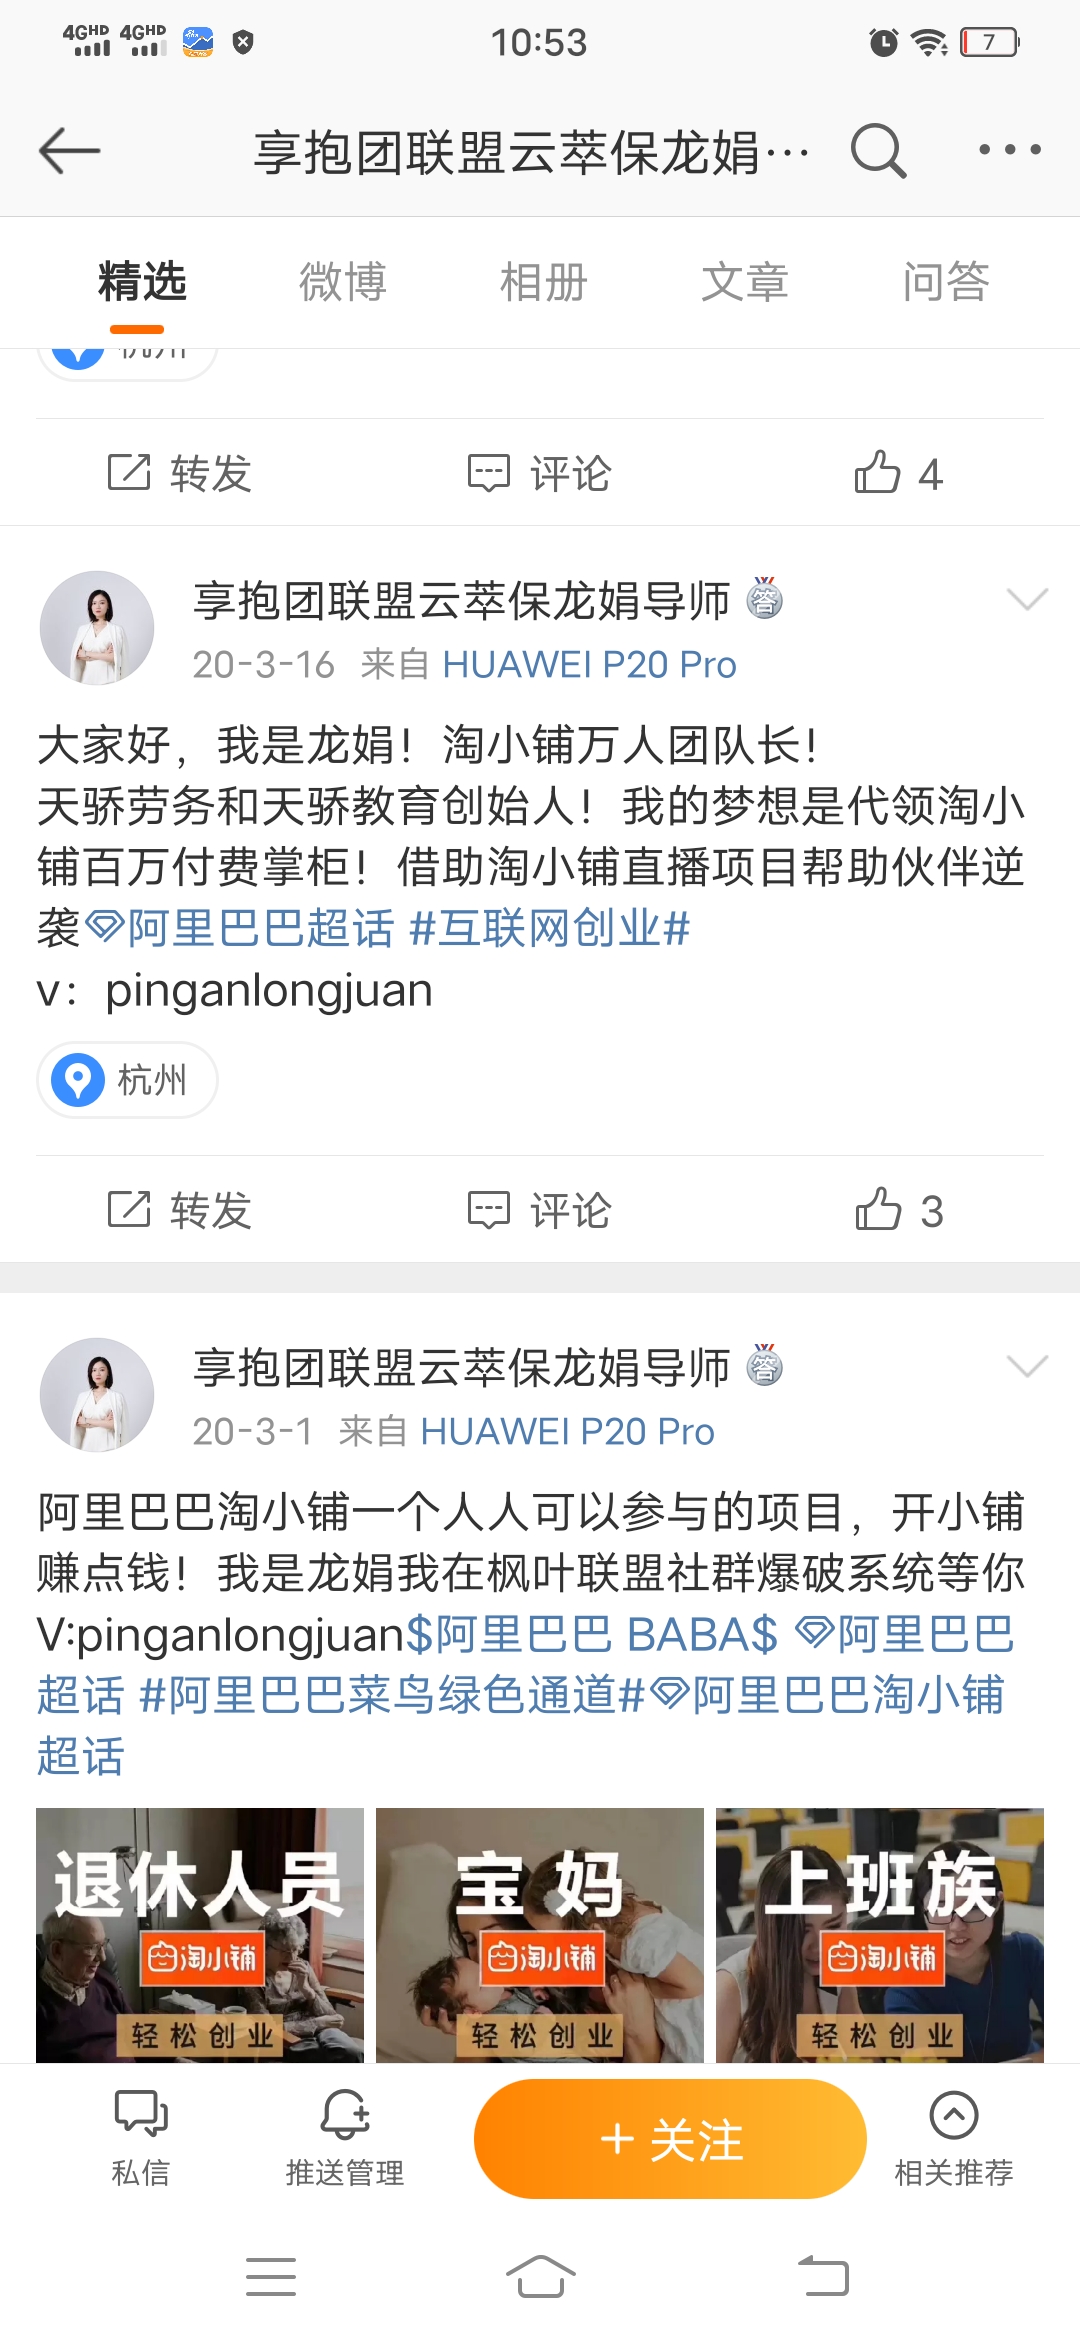 4GHD 4GHD 10:53 7
享抱团联盟云萃保龙娟···
精选 微博 相册 文章 问答
杭州
转发 评论 4
享抱团联盟云萃保龙娟导师 答
20-3-16 来自 HUAWEI P20 Pro
大家好，我是龙娟！淘小铺万人团队长！
天骄劳务和天骄教育创始人！我的梦想是代领淘小
铺百万付费掌柜！借助淘小铺直播项目帮助伙伴逆
袭阿里巴巴超话 #互联网创业#
v：pinganlongjuan
杭州
转发 评论 3
享抱团联盟云萃保龙娟导师 答
20-3-1 来自 HUAWEI P20 Pro
阿里巴巴淘小铺一个人人可以参与的项目，开小铺
赚点钱！我是龙娟我在枫叶联盟社群爆破系统等你
V:pinganlongjuan$阿里巴巴 BABA$ 阿里巴巴
超话 #阿里巴巴菜鸟绿色通道#阿里巴巴淘小铺
超话
退休人员 宝妈 上班族
淘小铺 淘小铺 淘小铺
轻松创业 轻松创业 轻松创业
+ 关注
私信 推送管理 相关推荐